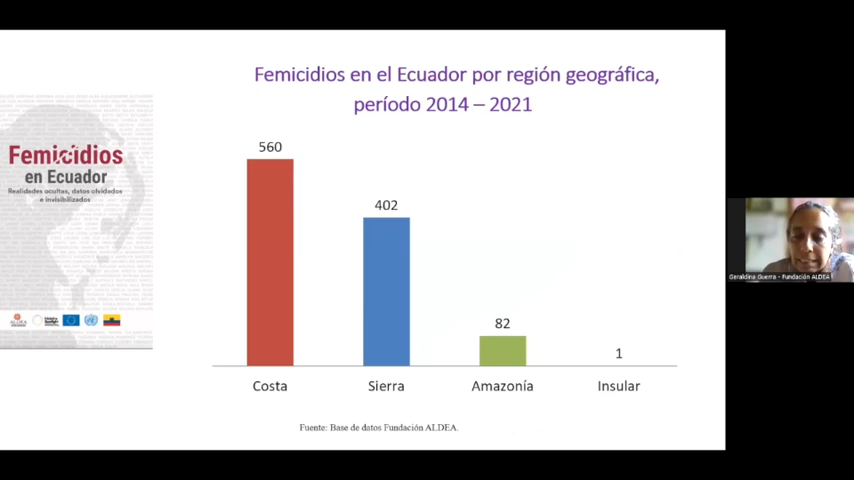 Femicidios en el Ecuador por región geográfica,
período 2014 – 2021
Femicidios
en Ecuador
Realidades ocultas, datos olvidados
e invisibilizados
ALDEA
560
402
82
1
Costa
Sierra
Amazonía
Insular
Fuente: Base de datos Fundación ALDEA.
Geraldina Guerra - Fundación ALDEA